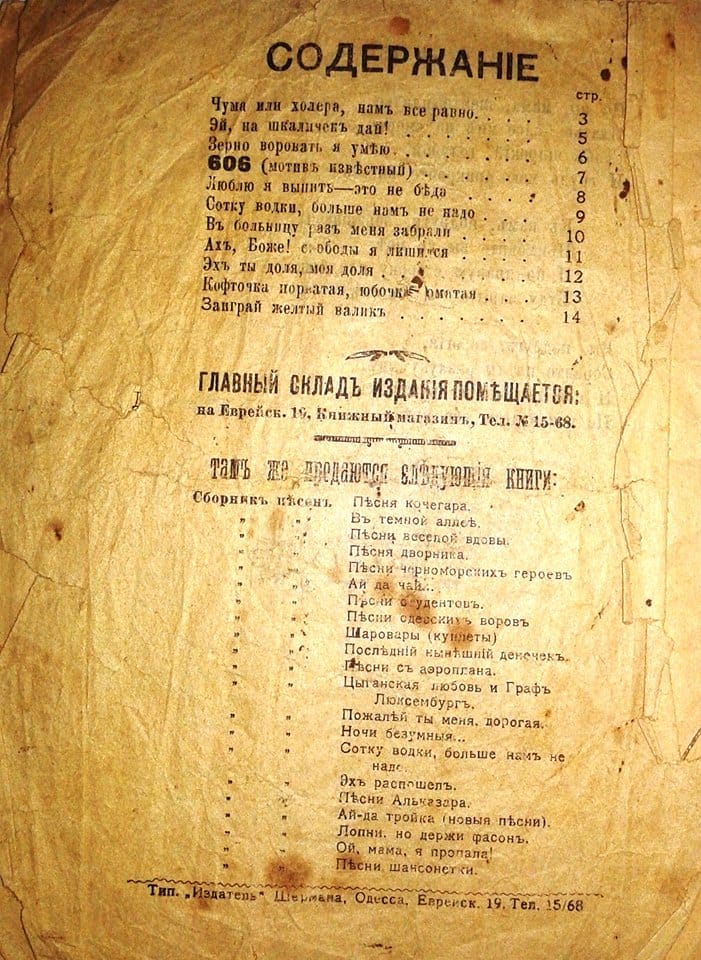 СОДЕРЖАНІЕ
стр.
Чума или холера, намъ все равно. . . . . 3
Эй, на шкаличекъ дай! . . . . . . 5
Зерно воровать я умѣю. . . . . . . 6
606 (мотивъ извѣстный) . . . . . . 7
Люблю я выпить—это не бѣда . . . . 8
Сотку водки, больше намъ не надо . . . . 9
Въ больницу разъ меня забрали . . . . 10
Ахъ, Боже! свободы я лишился . . . . 11
Эхъ ты доля, моя доля . . . . . . 12
Кофточка порватая, юбочка . . . . 13
Заиграй желтый валикъ . . . . . . 14
ГЛАВНЫЙ СКЛАДЪ ИЗДАНІЯ ПОМѢЩАЕТСЯ:
на Еврейск. 19, Книжный магазинъ, Тел. № 15-68.
ТАМЪ ЖЕ ПРОДАЮТСЯ СЛѢДУЮЩІЯ КНИГИ:
Сборникъ пѣсенъ Пѣсня кочегара.
„ „ Въ темной аллеѣ.
„ „ Пѣсни веселой вдовы.
„ „ Пѣсня дворника.
„ „ Пѣсни черноморскихъ героевъ
„ „ Ай да чай...
„ „ Пѣсни студентовъ.
„ „ Пѣсни одесскихъ воровъ
„ „ Шаровары (куплеты)
„ „ Послѣдній нынѣшній денечекъ.
„ „ Пѣсни съ аэроплана.
„ „ Цыганская любовь и Графъ
Люксембургъ.
„ „ Пожалѣй ты меня, дорогая.
„ „ Ночи безумныя...
„ „ Сотку водки, больше намъ не
надо
„ „ Эхъ распошелъ.
„ „ Пѣсни Альказара.
„ „ Ай-да тройка (новыя пѣсни).
„ „ Лопни, но держи фасонъ.
„ „ Ой, мама, я пропала!
„ „ Пѣсни шансонетки.
Тип. „Издатель“ Шермана, Одесса, Еврейск. 19, Тел. 15/68